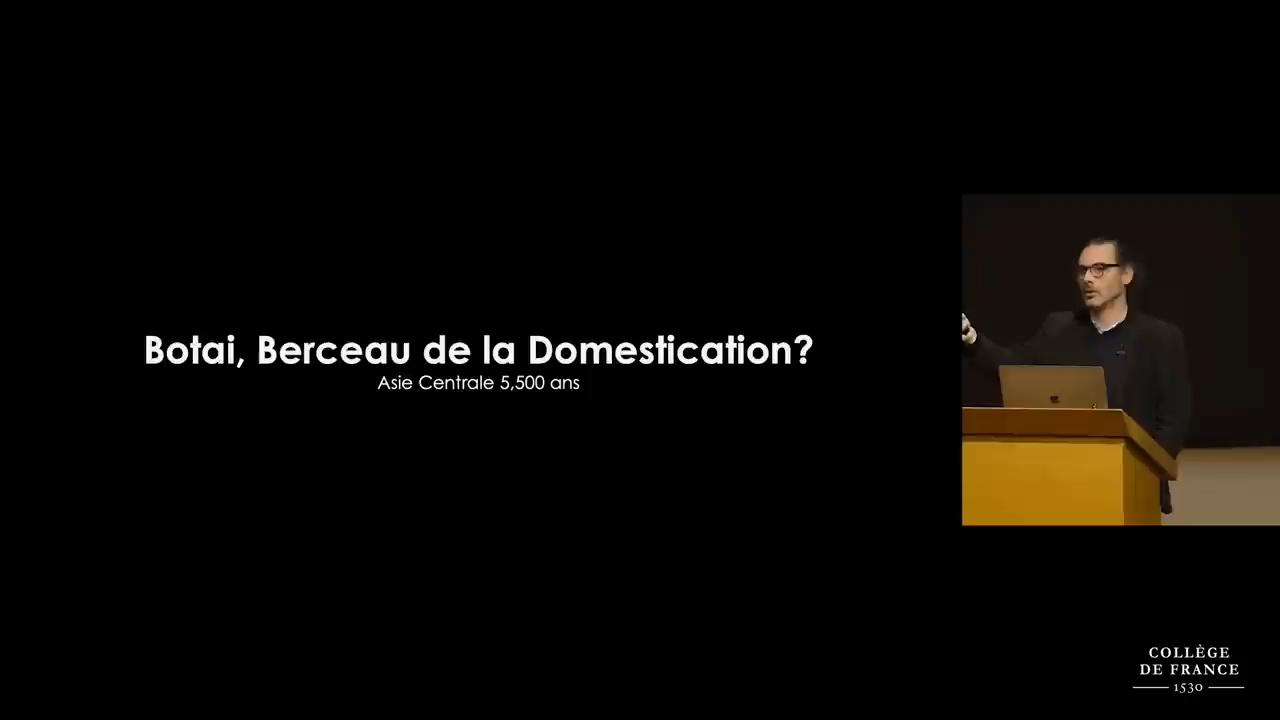 Botai, Berceau de la Domestication?
Asie Centrale 5,500 ans
COLLÈGE
DE FRANCE
1530